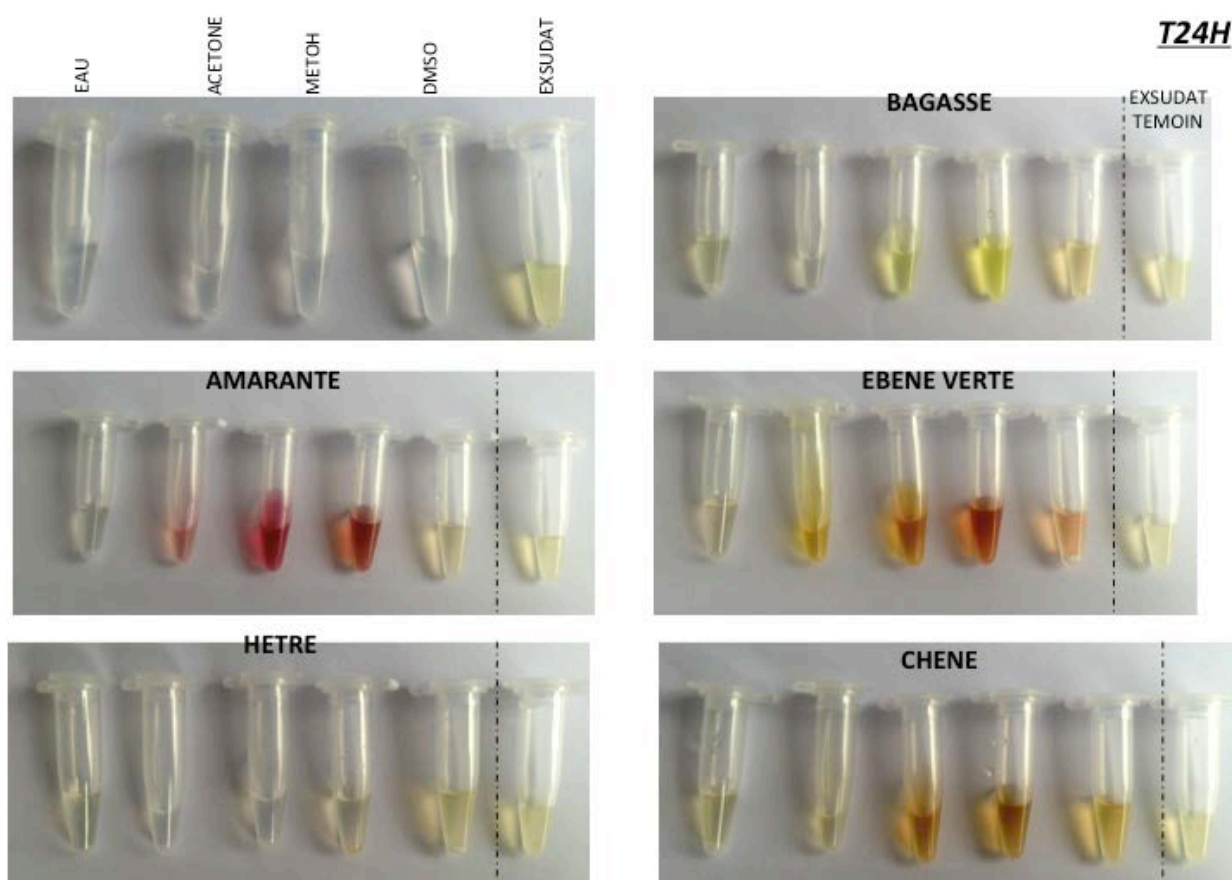 T24H
EAU
ACETONE
METOH
DMSO
EXSUDAT
BAGASSE
EXSUDAT
TEMOIN
AMARANTE
EBENE VERTE
HETRE
CHENE